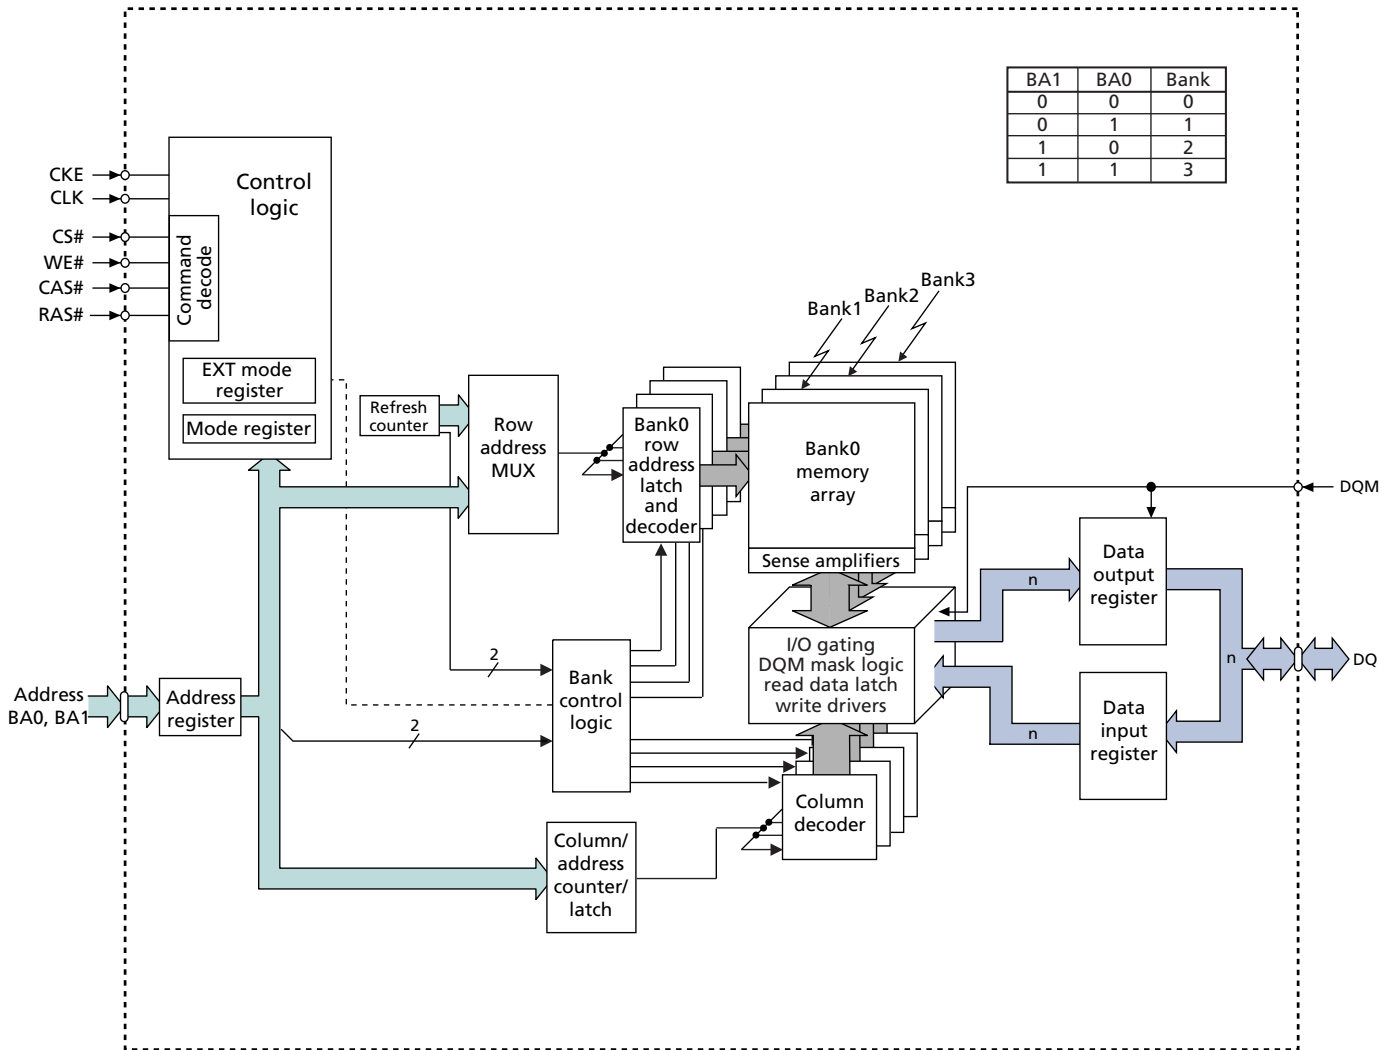 BA1 BA0 Bank
0 0 0
0 1 1
1 0 2
1 1 3
CKE
CLK
CS#
WE#
CAS#
RAS#
Control
logic
Command
decode
EXT mode
register
Mode register
Refresh
counter
Row
address
MUX
Bank0
row
address
latch
and
decoder
Bank1
Bank2
Bank3
Bank0
memory
array
Sense amplifiers
DQM
Data
output
register
n
I/O gating
DQM mask logic
read data latch
write drivers
n
DQ
Data
input
register
n
2
Bank
control
logic
2
Address
BA0, BA1
Address
register
Column
decoder
Column/
address
counter/
latch